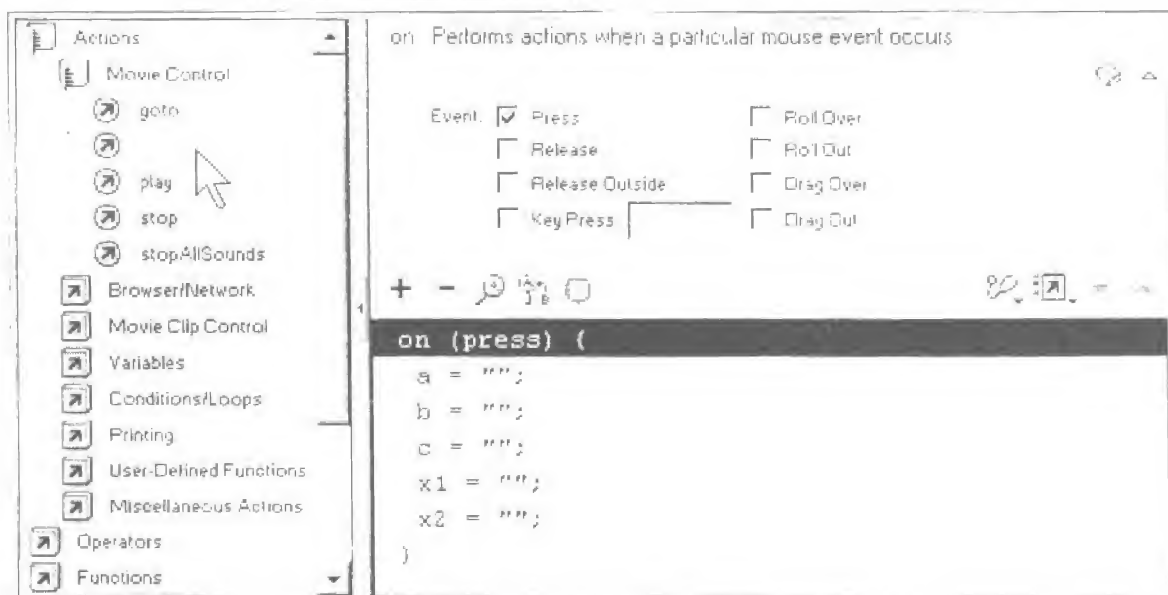 Actions
Movie Control
goto
play
stop
stopAllSounds
Browser/Network
Movie Clip Control
Variables
Conditions/Loops
Printing
User-Defined Functions
Miscellaneous Actions
Operators
Functions
on Performs actions when a particular mouse event occurs
Event: Press
Release
Release Outside
Key Press
Roll Over
Roll Out
Drag Over
Drag Out
on (press) {
a = "";
b = "";
c = "";
x1 = "";
x2 = "";
}